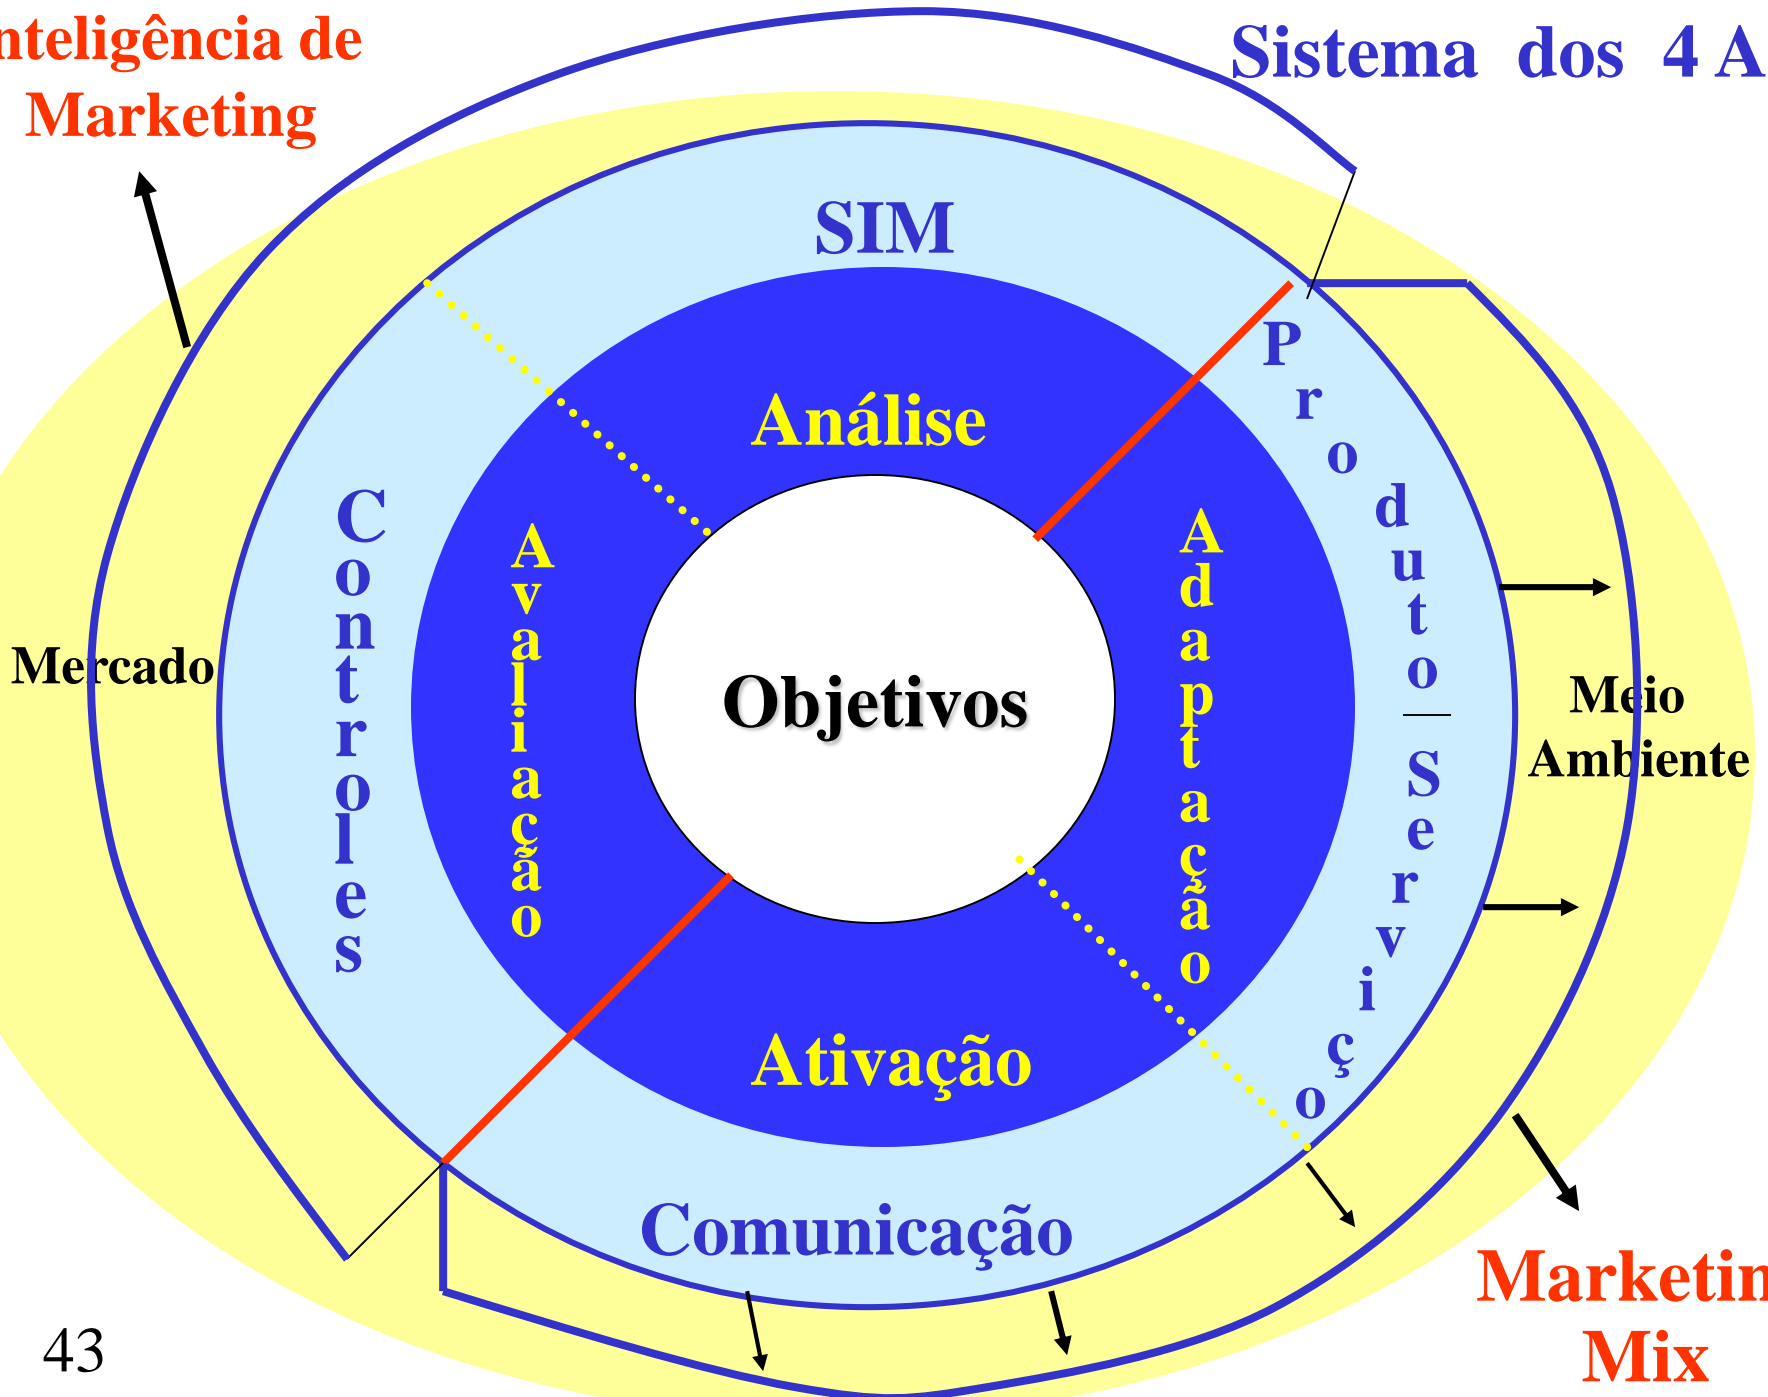 nteligência de
Marketing
Sistema dos 4 A
SIM
Análise
Produto
Serviço
Controles
Avaliação
Adaptação
Objetivos
Mercado
Meio
Ambiente
Ativação
Comunicação
Marketin
Mix
43